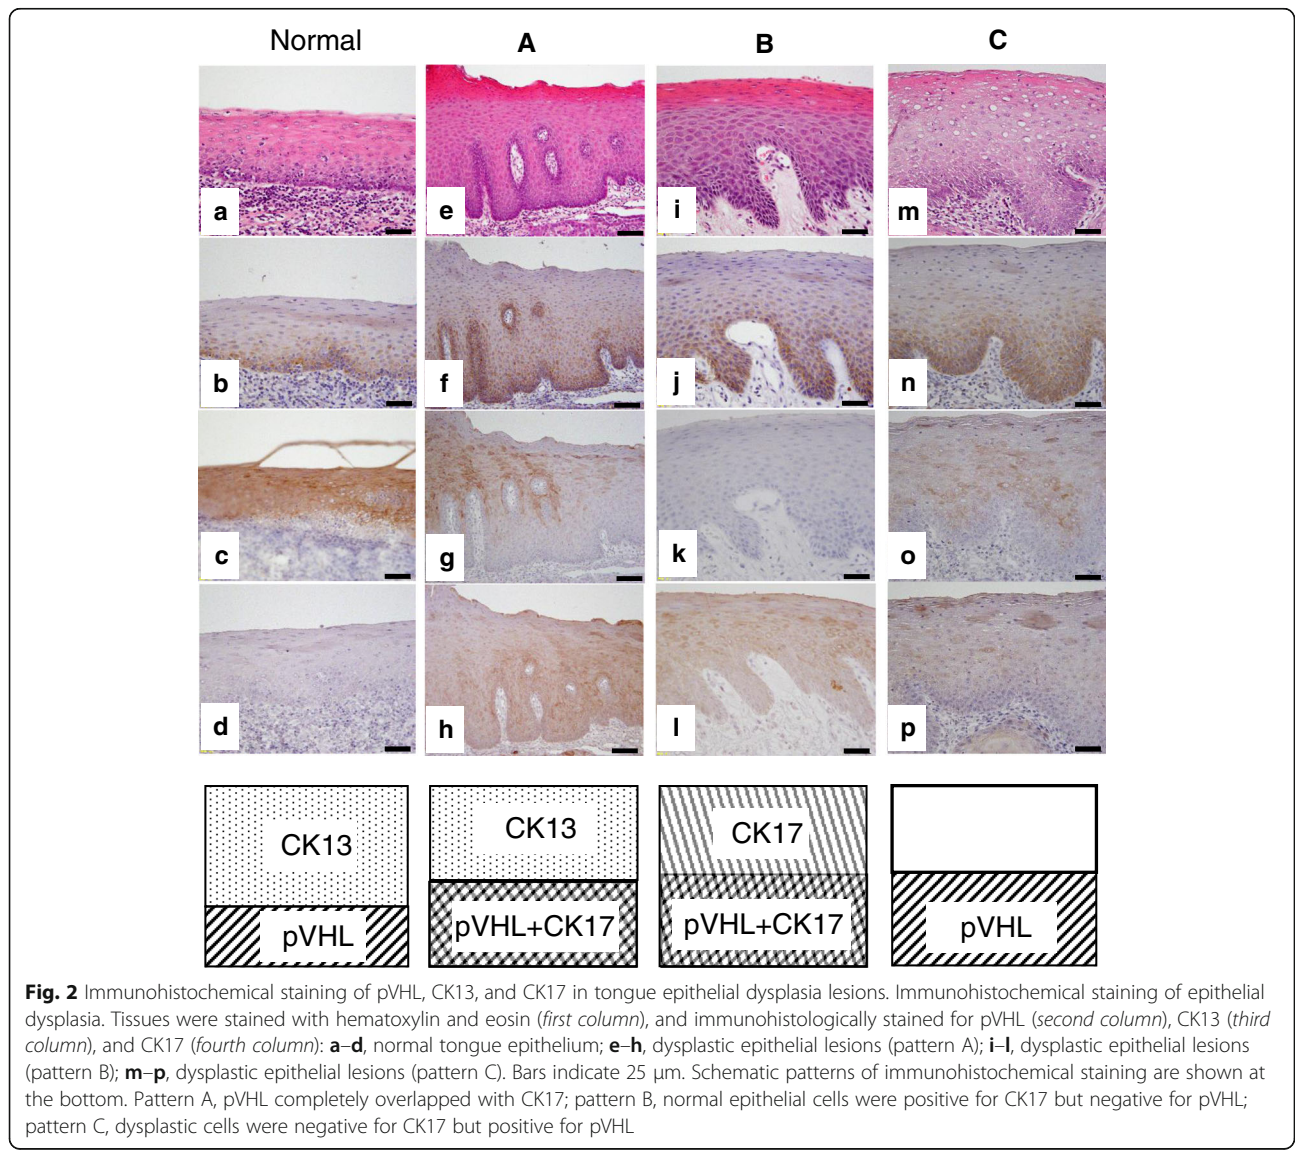 Normal A B C
a e i m
b f j n
c g k o
d h l p
CK13 CK13 CK17
pVHL pVHL+CK17 pVHL+CK17 pVHL
Fig. 2 Immunohistochemical staining of pVHL, CK13, and CK17 in tongue epithelial dysplasia lesions. Immunohistochemical staining of epithelial
dysplasia. Tissues were stained with hematoxylin and eosin (first column), and immunohistologically stained for pVHL (second column), CK13 (third
column), and CK17 (fourth column): a–d, normal tongue epithelium; e–h, dysplastic epithelial lesions (pattern A); i–l, dysplastic epithelial lesions
(pattern B); m–p, dysplastic epithelial lesions (pattern C). Bars indicate 25 μm. Schematic patterns of immunohistochemical staining are shown at
the bottom. Pattern A, pVHL completely overlapped with CK17; pattern B, normal epithelial cells were positive for CK17 but negative for pVHL;
pattern C, dysplastic cells were negative for CK17 but positive for pVHL